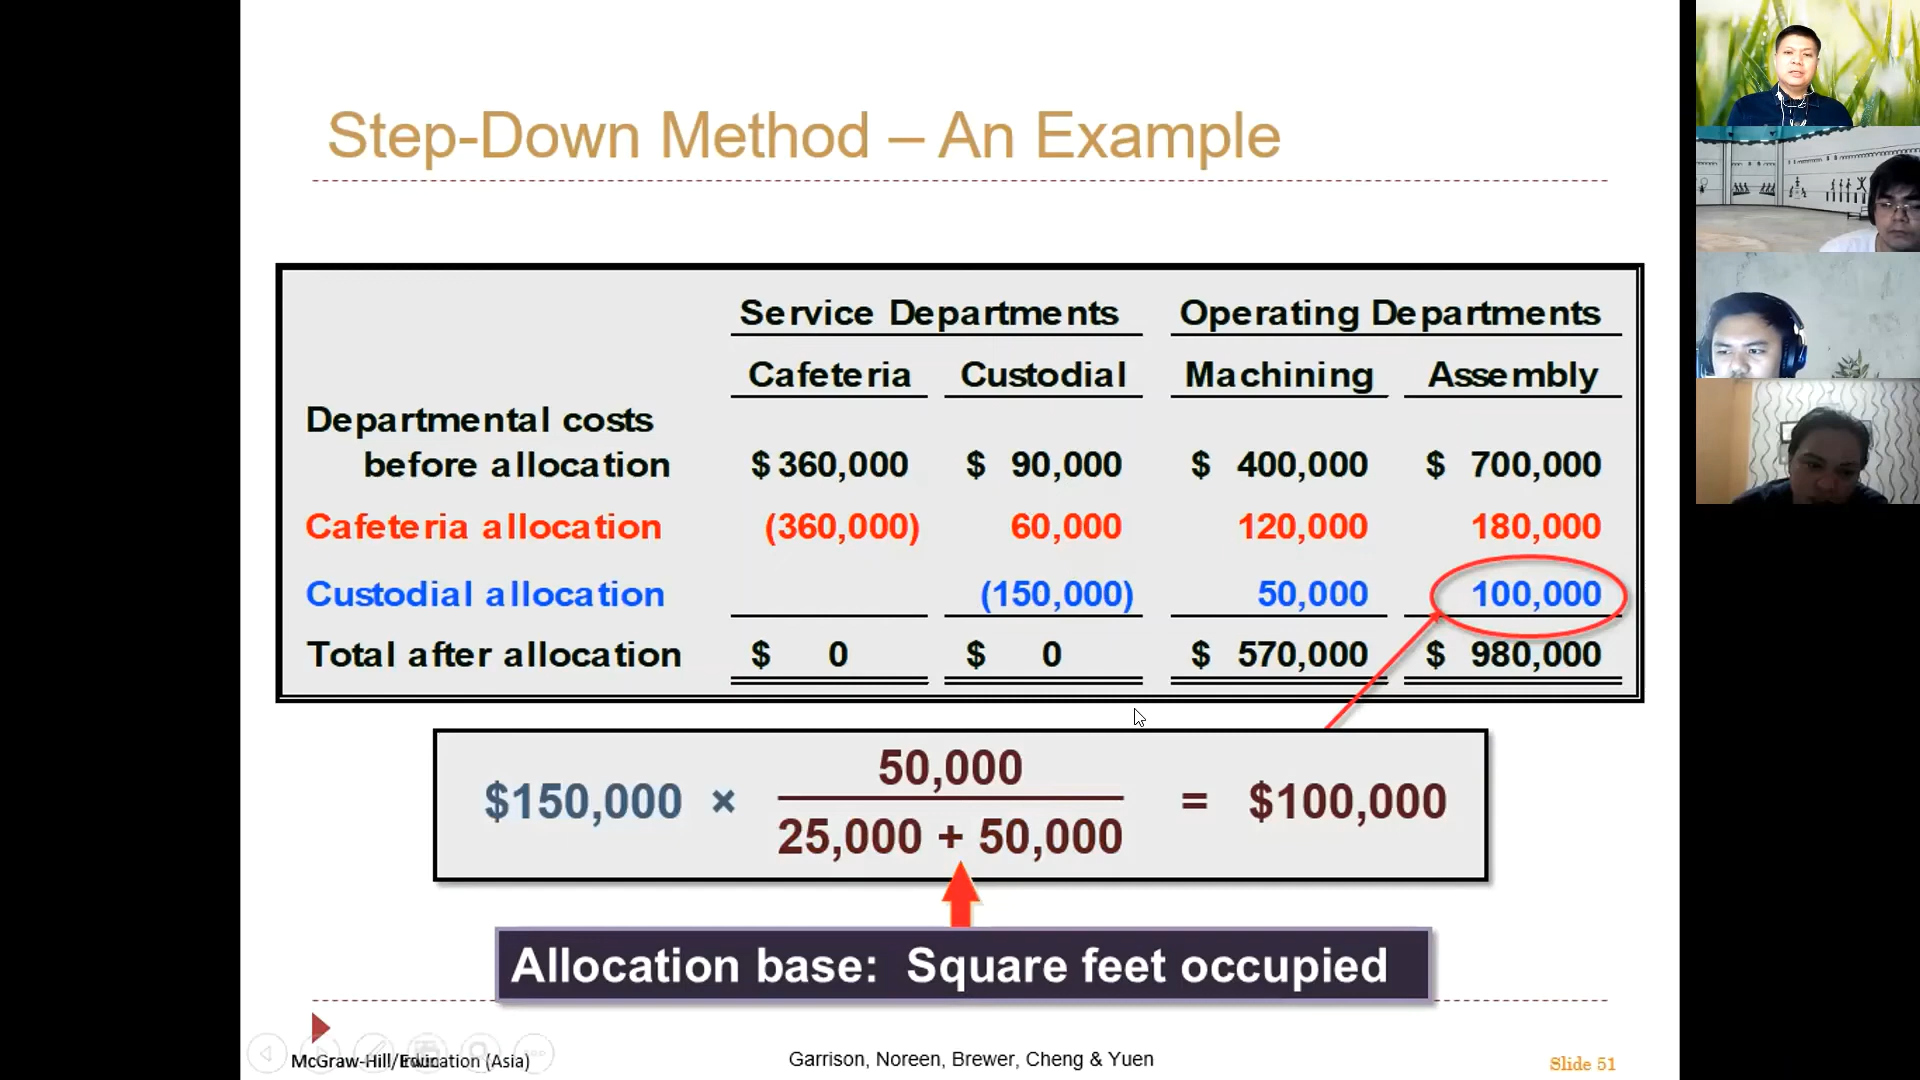 Step-Down Method – An Example
Service Departments Operating Departments
Cafeteria Custodial Machining Assembly
Departmental costs
before allocation $ 360,000 $ 90,000 $ 400,000 $ 700,000
Cafeteria allocation (360,000) 60,000 120,000 180,000
Custodial allocation (150,000) 50,000 100,000
Total after allocation $ 0 $ 0 $ 570,000 $ 980,000
50,000
$150,000 × = $100,000
25,000 + 50,000
Allocation base: Square feet occupied
McGraw-Hill/ (Asia)
Garrison, Noreen, Brewer, Cheng & Yuen
Slide 51